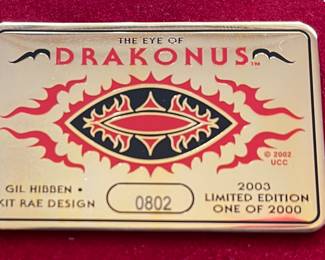 THE EYE OF
DRAKONUS™
© 2002
UCC
GIL HIBBEN •
KIT RAE DESIGN
0802
2003
LIMITED EDITION
ONE OF 2000